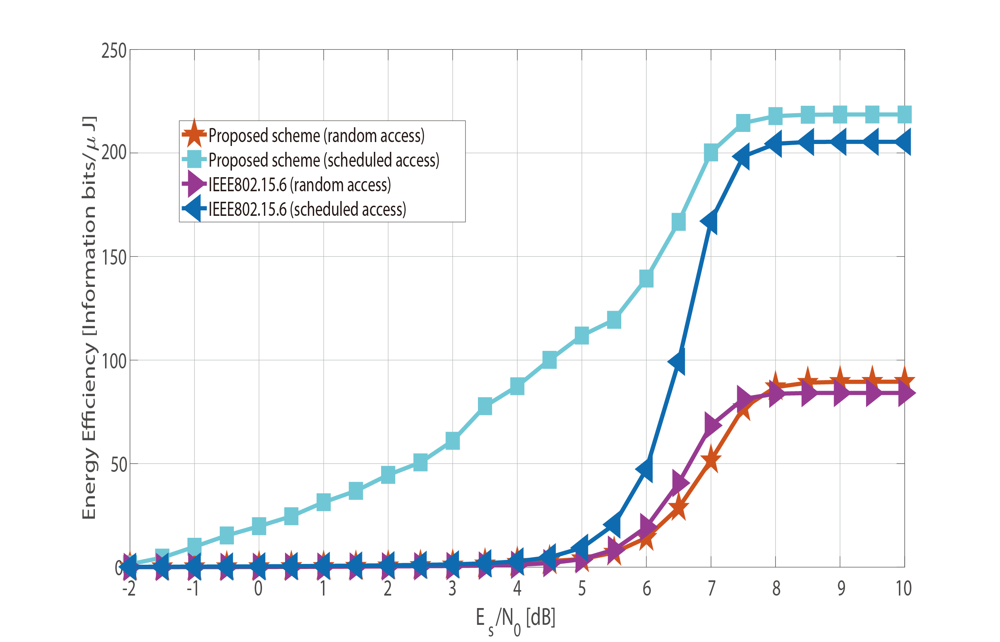 250
200
150
100
50
0
Energy Efficiency [Information bits/μ J]
Proposed scheme (random access)
Proposed scheme (scheduled access)
IEEE802.15.6 (random access)
IEEE802.15.6 (scheduled access)
-2 -1 0 1 2 3 4 5 6 7 8 9 10
E s/N0 [dB]